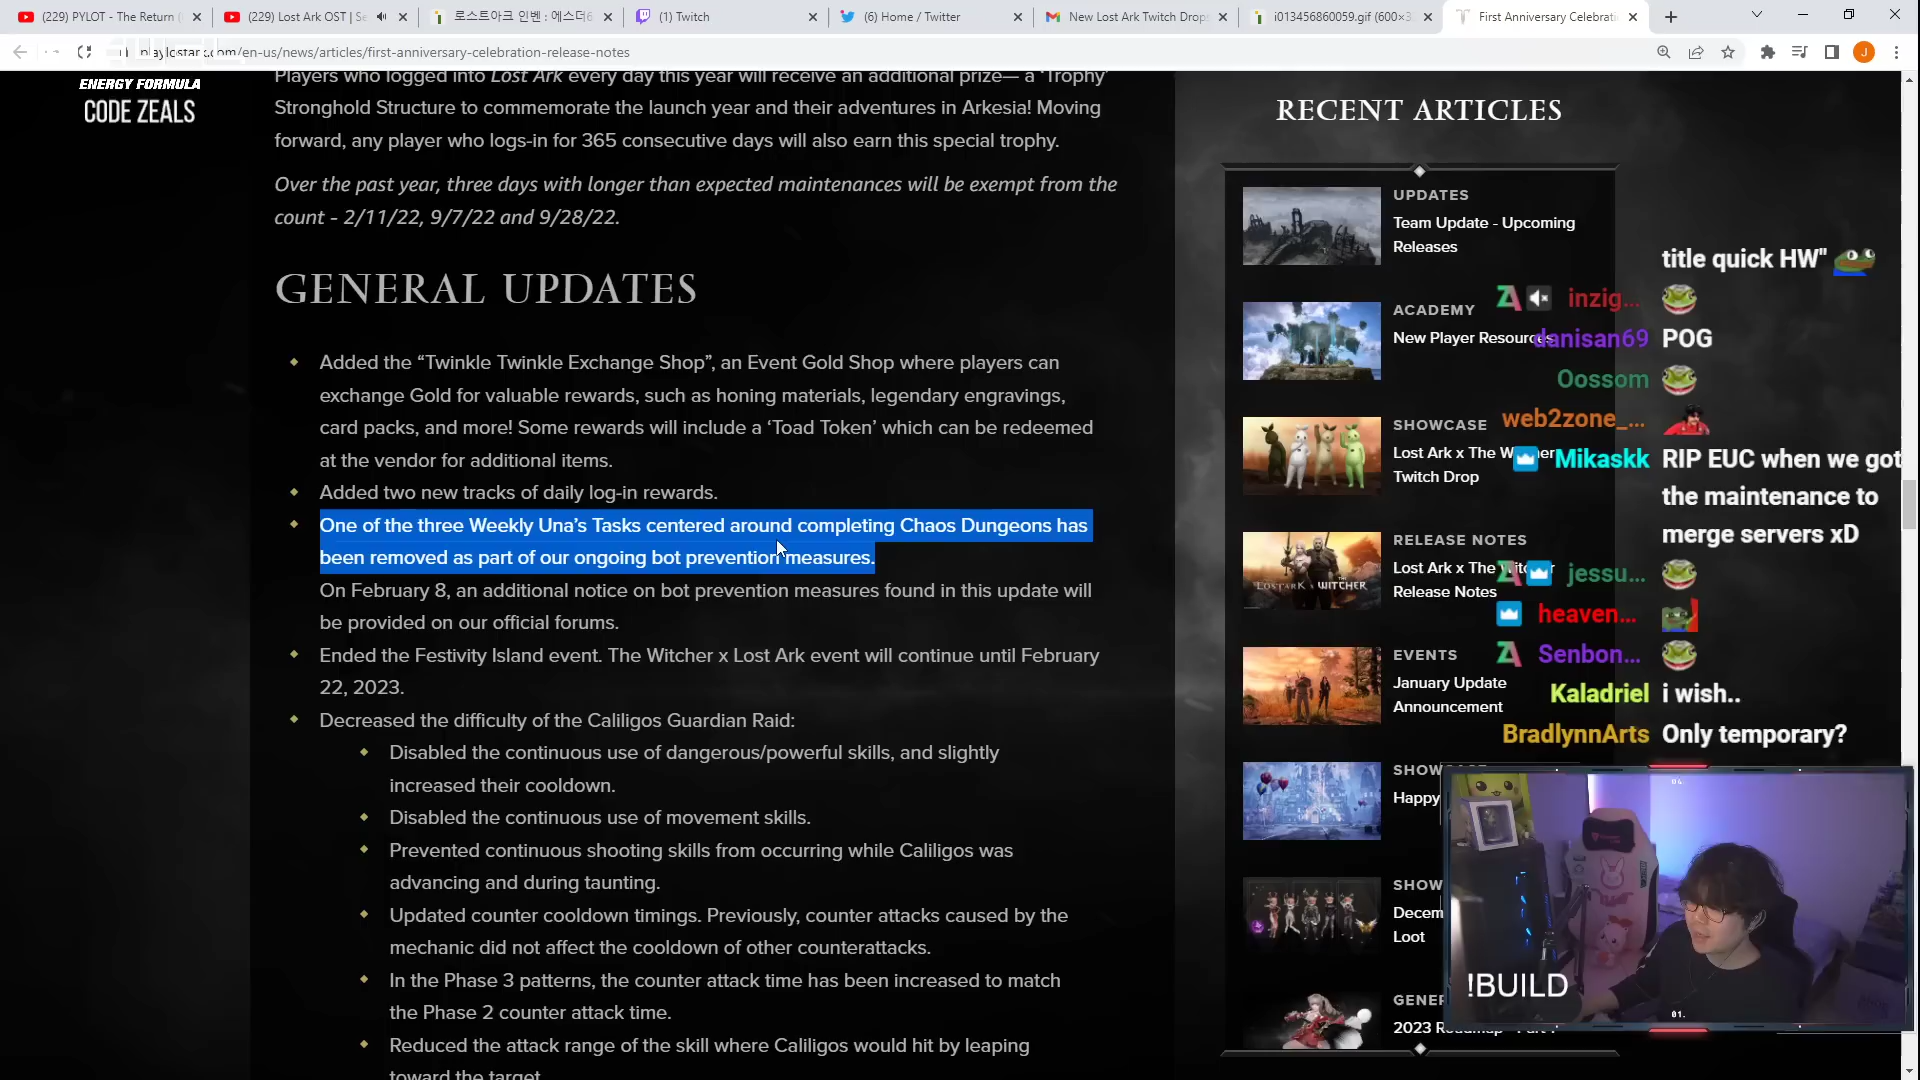 (229) PYLOT - The Return (
(229) Lost Ark OST | Se
로스트아크 인벤 : 에스더6
(1) Twitch
(6) Home / Twitter
New Lost Ark Twitch Drops
i013456860059.gif (600×3
First Anniversary Celebrati
playlostark.com/en-us/news/articles/first-anniversary-celebration-release-notes
J
ENERGY FORMULA
CODE ZEALS
Players who logged into Lost Ark every day this year will receive an additional prize— a ‘Trophy’
Stronghold Structure to commemorate the launch year and their adventures in Arkesia! Moving
forward, any player who logs-in for 365 consecutive days will also earn this special trophy.
Over the past year, three days with longer than expected maintenances will be exempt from the
count - 2/11/22, 9/7/22 and 9/28/22.
GENERAL UPDATES
Added the “Twinkle Twinkle Exchange Shop”, an Event Gold Shop where players can
exchange Gold for valuable rewards, such as honing materials, legendary engravings,
card packs, and more! Some rewards will include a ‘Toad Token’ which can be redeemed
at the vendor for additional items.
Added two new tracks of daily log-in rewards.
One of the three Weekly Una’s Tasks centered around completing Chaos Dungeons has
been removed as part of our ongoing bot prevention measures.
On February 8, an additional notice on bot prevention measures found in this update will
be provided on our official forums.
Ended the Festivity Island event. The Witcher x Lost Ark event will continue until February
22, 2023.
Decreased the difficulty of the Caliligos Guardian Raid:
Disabled the continuous use of dangerous/powerful skills, and slightly
increased their cooldown.
Disabled the continuous use of movement skills.
Prevented continuous shooting skills from occurring while Caliligos was
advancing and during taunting.
Updated counter cooldown timings. Previously, counter attacks caused by the
mechanic did not affect the cooldown of other counterattacks.
In the Phase 3 patterns, the counter attack time has been increased to match
the Phase 2 counter attack time.
Reduced the attack range of the skill where Caliligos would hit by leaping
toward the target.
RECENT ARTICLES
UPDATES
Team Update - Upcoming
Releases
ACADEMY
New Player Resources
SHOWCASE
Lost Ark x The Witcher
Twitch Drop
RELEASE NOTES
Lost Ark x The Witcher
Release Notes
LOST ARK x WITCHER
EVENTS
January Update
Announcement
SHOWCASE
Happy
SHOW
Decem
Loot
GENER
2023 Roadmap - Part 1
title quick HW"
inzig...
danisan69 POG
Oossom
web2zone_...
Mikaskk RIP EUC when we got
the maintenance to
merge servers xD
jessu...
heaven...
Senbon...
Kaladriel i wish..
BradlynnArts Only temporary?
!BUILD
04.
01.